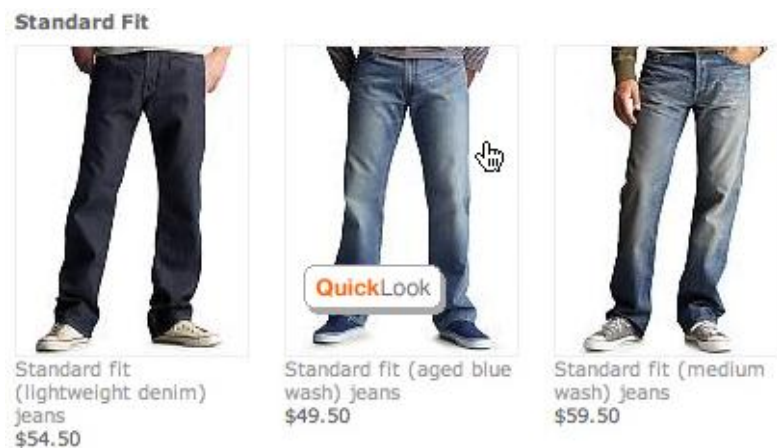 Standard Fit
QuickLook
Standard fit
(lightweight denim)
jeans
$54.50
Standard fit (aged blue
wash) jeans
$49.50
Standard fit (medium
wash) jeans
$59.50